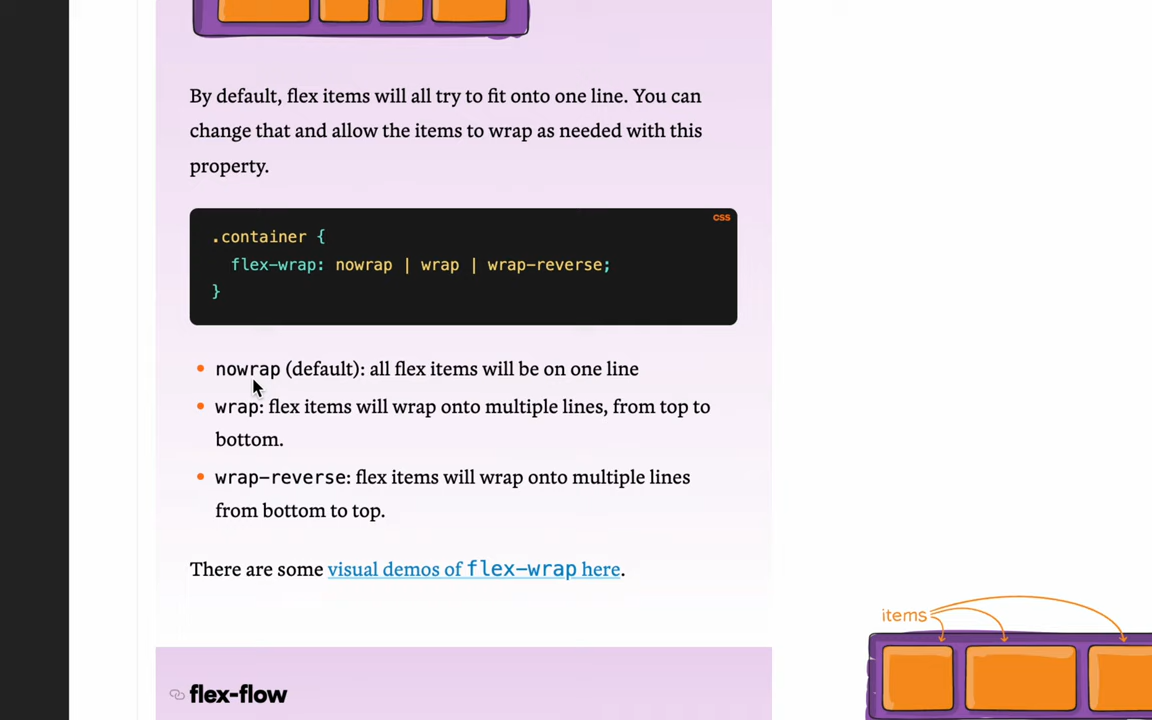 By default, flex items will all try to fit onto one line. You can
change that and allow the items to wrap as needed with this
property.
CSS
.container {
flex-wrap: nowrap | wrap | wrap-reverse;
}
nowrap (default): all flex items will be on one line
wrap: flex items will wrap onto multiple lines, from top to
bottom.
wrap-reverse: flex items will wrap onto multiple lines
from bottom to top.
There are some visual demos of flex-wrap here.
items
flex-flow